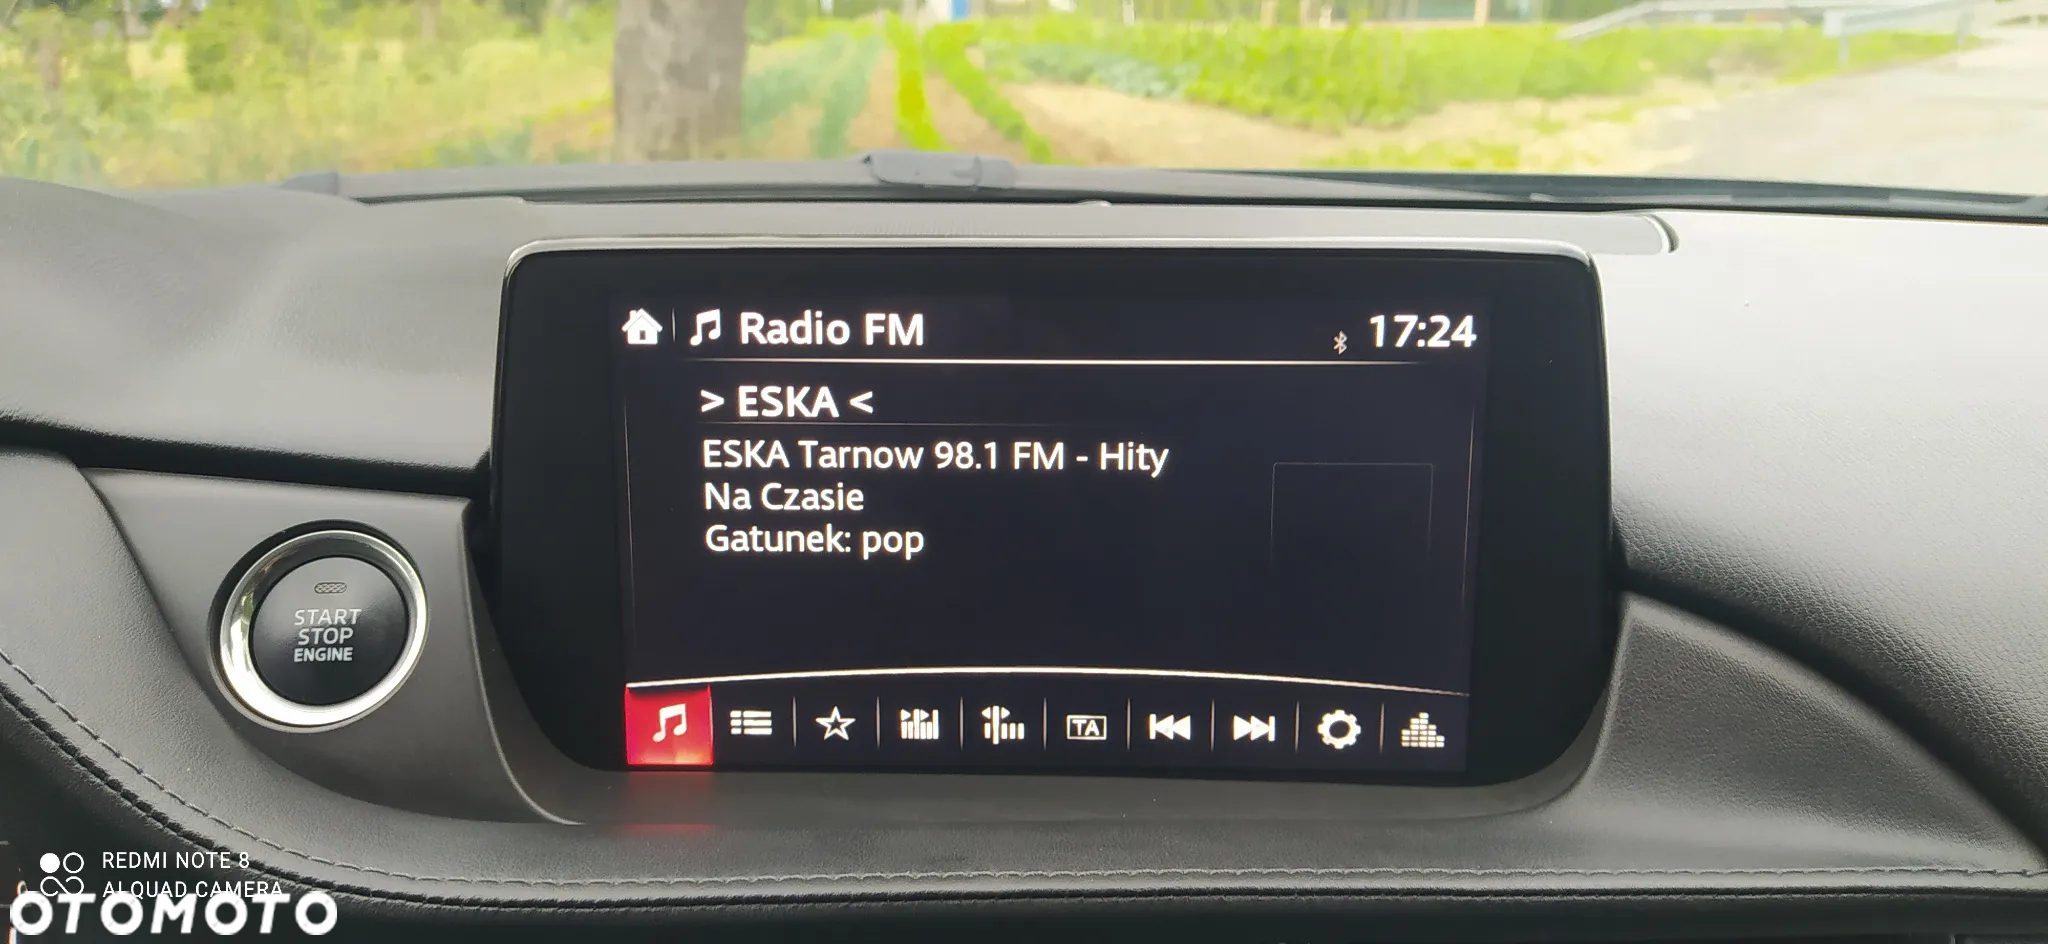 Radio FM
17:24
> ESKA <
ESKA Tarnow 98.1 FM - Hity
Na Czasie
Gatunek: pop
TA
START
STOP
ENGINE
REDMI NOTE 8
AI QUAD CAMERA
OTOMOTO